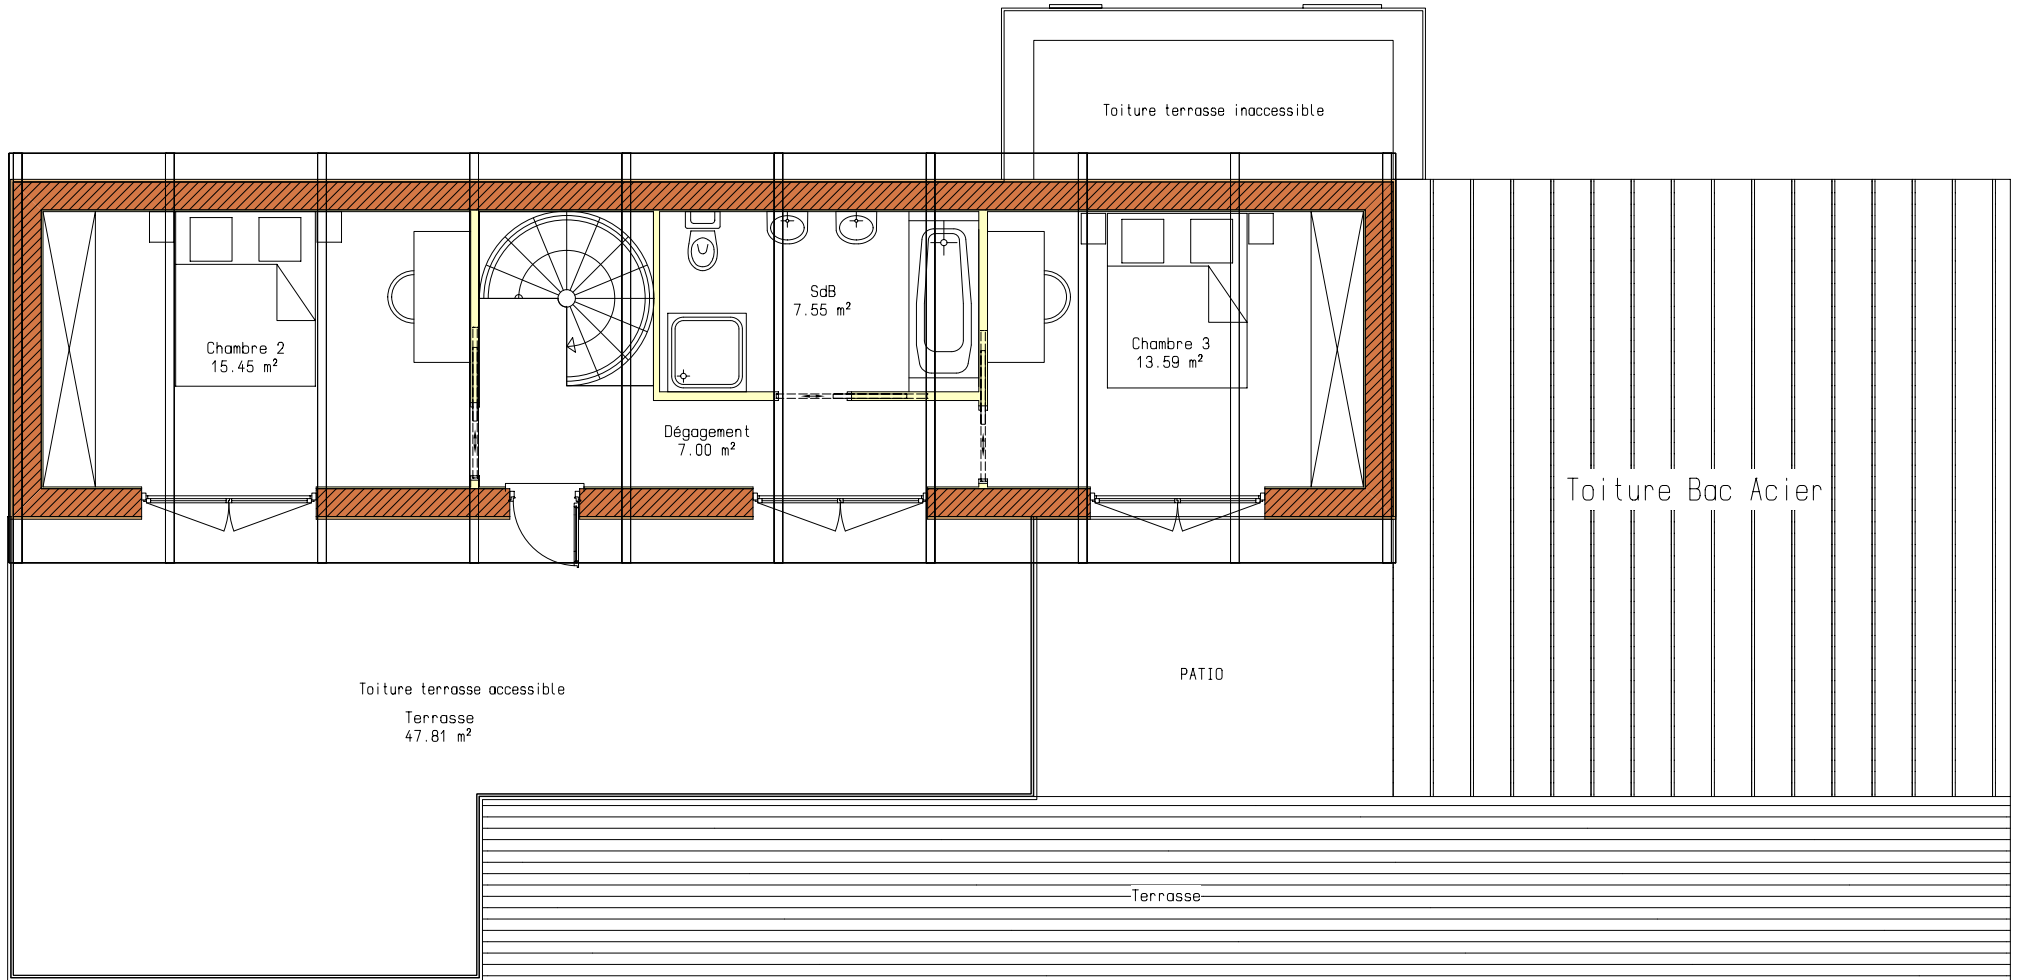 Toiture terrasse inaccessible
SdB
7.55 m²
Chambre 2
15.45 m²
Chambre 3
13.59 m²
Dégagement
7.00 m²
Toiture Bac Acier
PATIO
Toiture terrasse accessible
Terrasse
47.81 m²
Terrasse